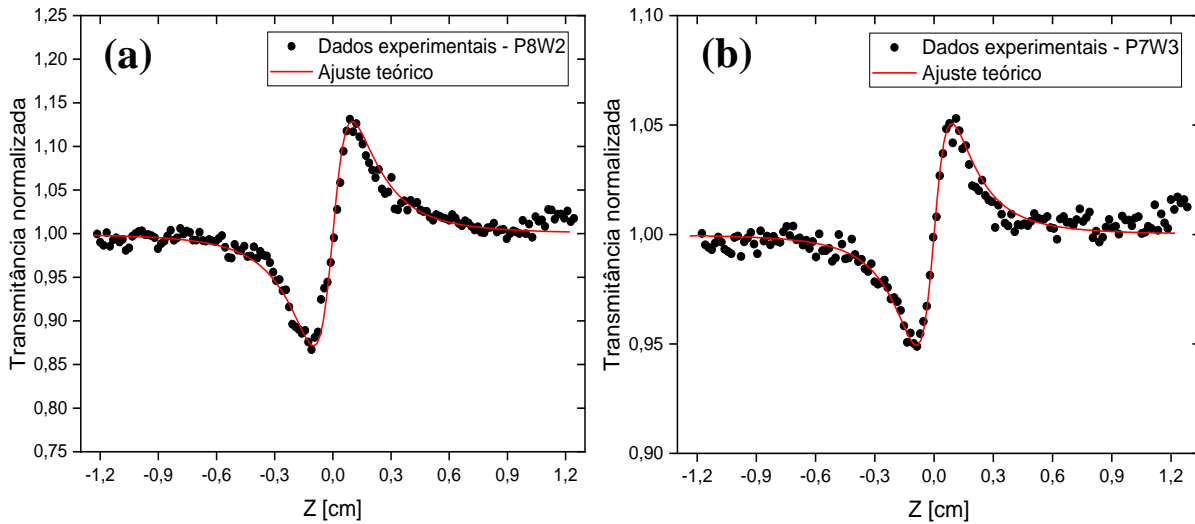 (a)
Dados experimentais - P8W2
Ajuste teórico
Transmitância normalizada
1,25
1,20
1,15
1,10
1,05
1,00
0,95
0,90
0,85
0,80
0,75
-1,2 -0,9 -0,6 -0,3 0,0 0,3 0,6 0,9 1,2
Z [cm]
(b)
Dados experimentais - P7W3
Ajuste teórico
Transmitância normalizada
1,10
1,05
1,00
0,95
0,90
-1,2 -0,9 -0,6 -0,3 0,0 0,3 0,6 0,9 1,2
Z [cm]